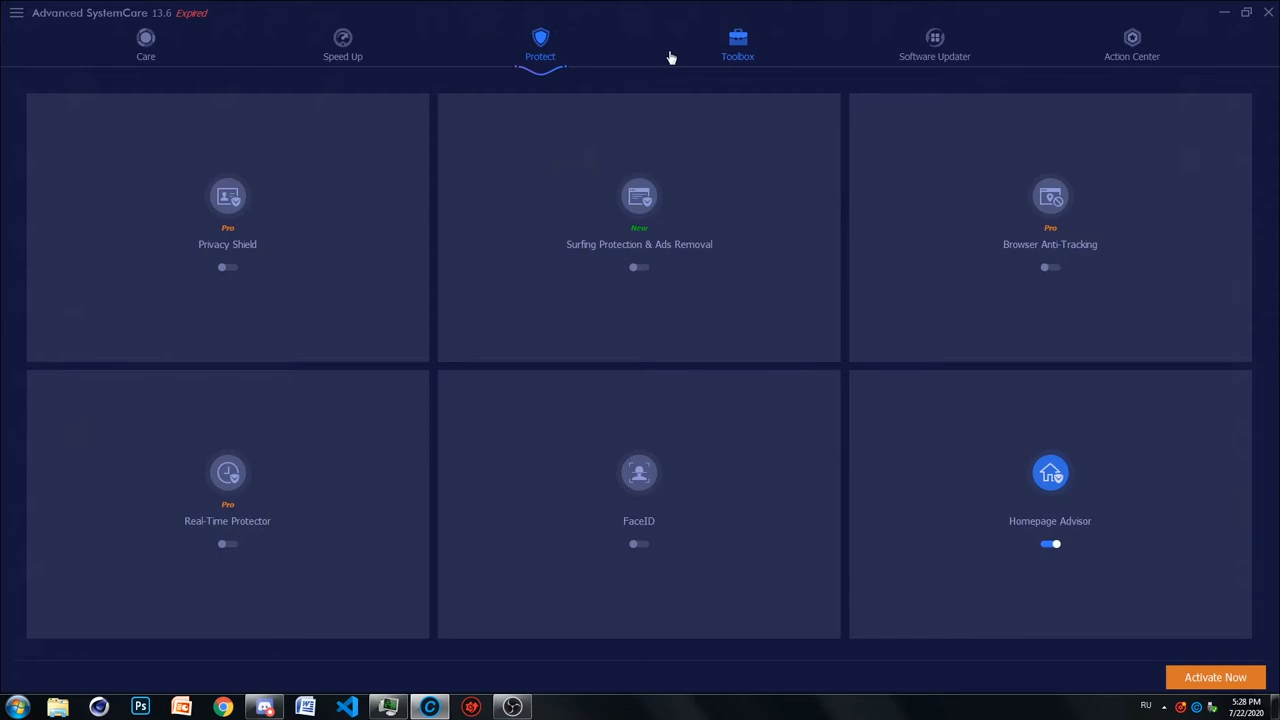 Advanced SystemCare 13.6 Expired
Care
Speed Up
Protect
Toolbox
Software Updater
Action Center
Pro
Privacy Shield
New
Surfing Protection & Ads Removal
Pro
Browser Anti-Tracking
Pro
Real-Time Protector
FaceID
Homepage Advisor
Activate Now
Ps
RU
5:28 PM
7/22/2020